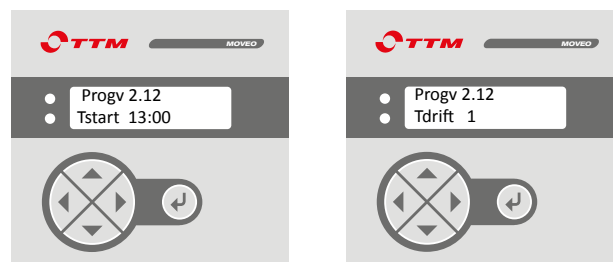 TTM
MOVEO
Progv 2.12
Tstart 13:00
TTM
MOVEO
Progv 2.12
Tdrift 1